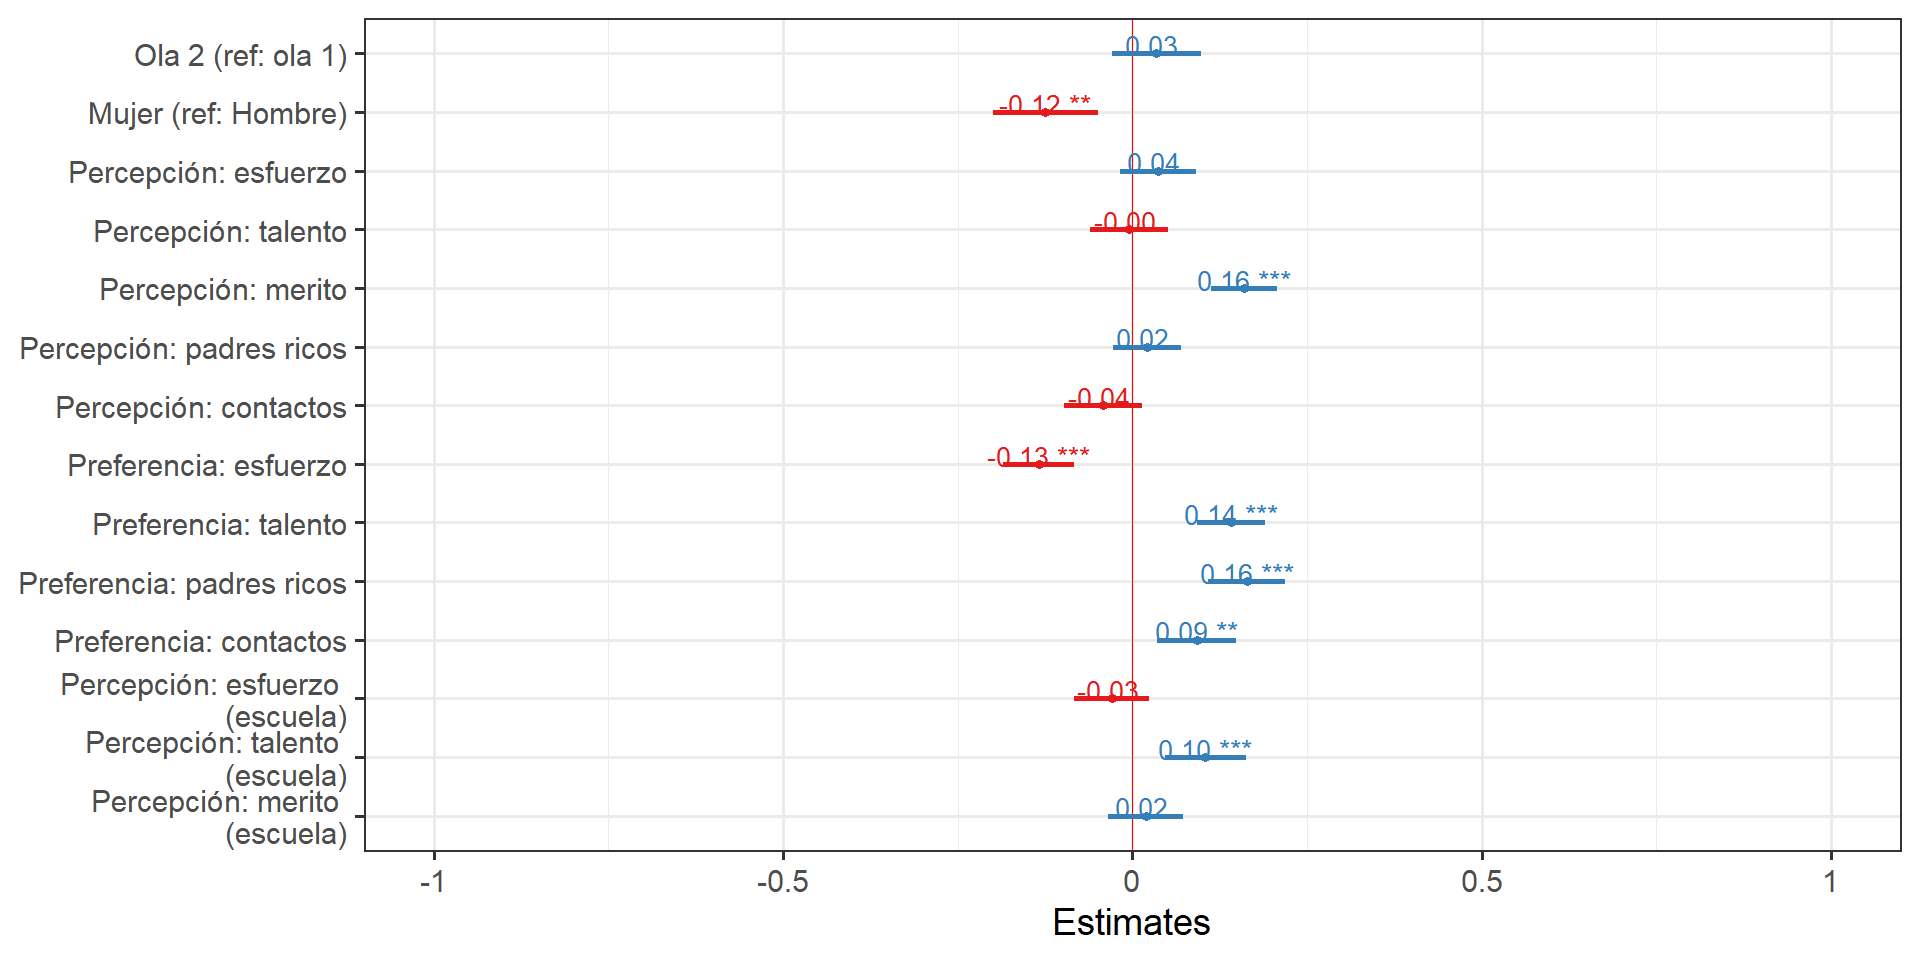 Ola 2 (ref: ola 1)
0.03
Mujer (ref: Hombre)
-0.12 **
Percepción: esfuerzo
0.04
Percepción: talento
-0.00
Percepción: merito
0.16 ***
Percepción: padres ricos
0.02
Percepción: contactos
-0.04
Preferencia: esfuerzo
-0.13 ***
Preferencia: talento
0.14 ***
Preferencia: padres ricos
0.16 ***
Preferencia: contactos
0.09 **
Percepción: esfuerzo
(escuela)
-0.03
Percepción: talento
(escuela)
0.10 ***
Percepción: merito
(escuela)
0.02
-1
-0.5
0
0.5
1
Estimates